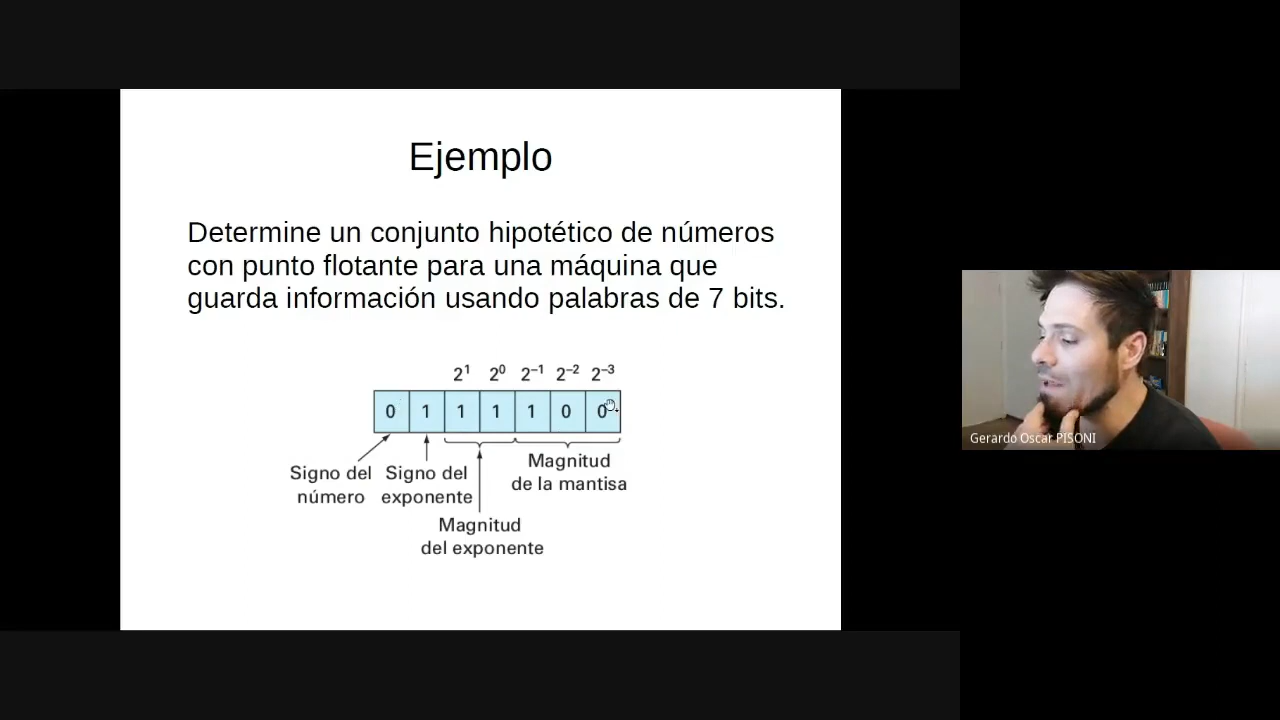 Ejemplo
Determine un conjunto hipotético de números
con punto flotante para una máquina que
guarda información usando palabras de 7 bits.
2¹ 2⁰ 2⁻¹ 2⁻² 2⁻³
0 1 1 1 1 0 0
Signo del
número
Signo del
exponente
Magnitud
de la mantisa
Magnitud
del exponente
Gerardo Oscar PISONI